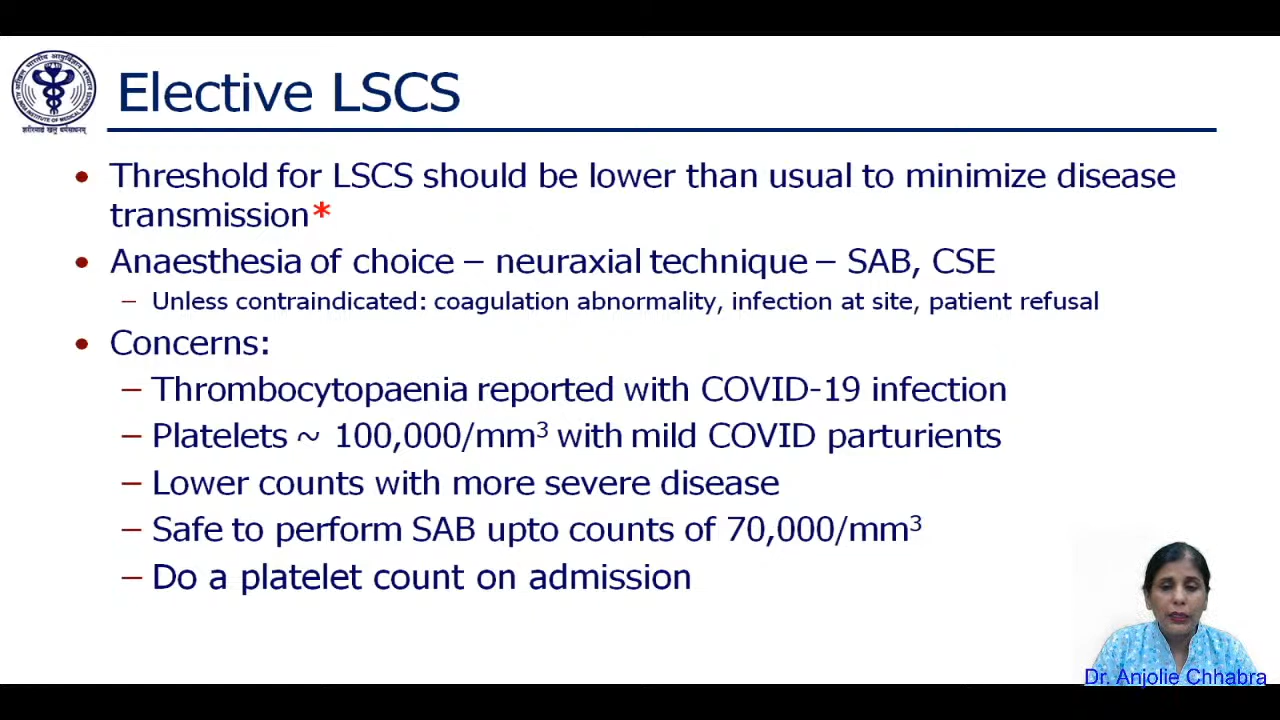 Elective LSCS
• Threshold for LSCS should be lower than usual to minimize disease
transmission*
• Anaesthesia of choice – neuraxial technique – SAB, CSE
– Unless contraindicated: coagulation abnormality, infection at site, patient refusal
• Concerns:
– Thrombocytopaenia reported with COVID-19 infection
– Platelets ~ 100,000/mm³ with mild COVID parturients
– Lower counts with more severe disease
– Safe to perform SAB upto counts of 70,000/mm³
– Do a platelet count on admission
Dr. Anjolie Chhabra